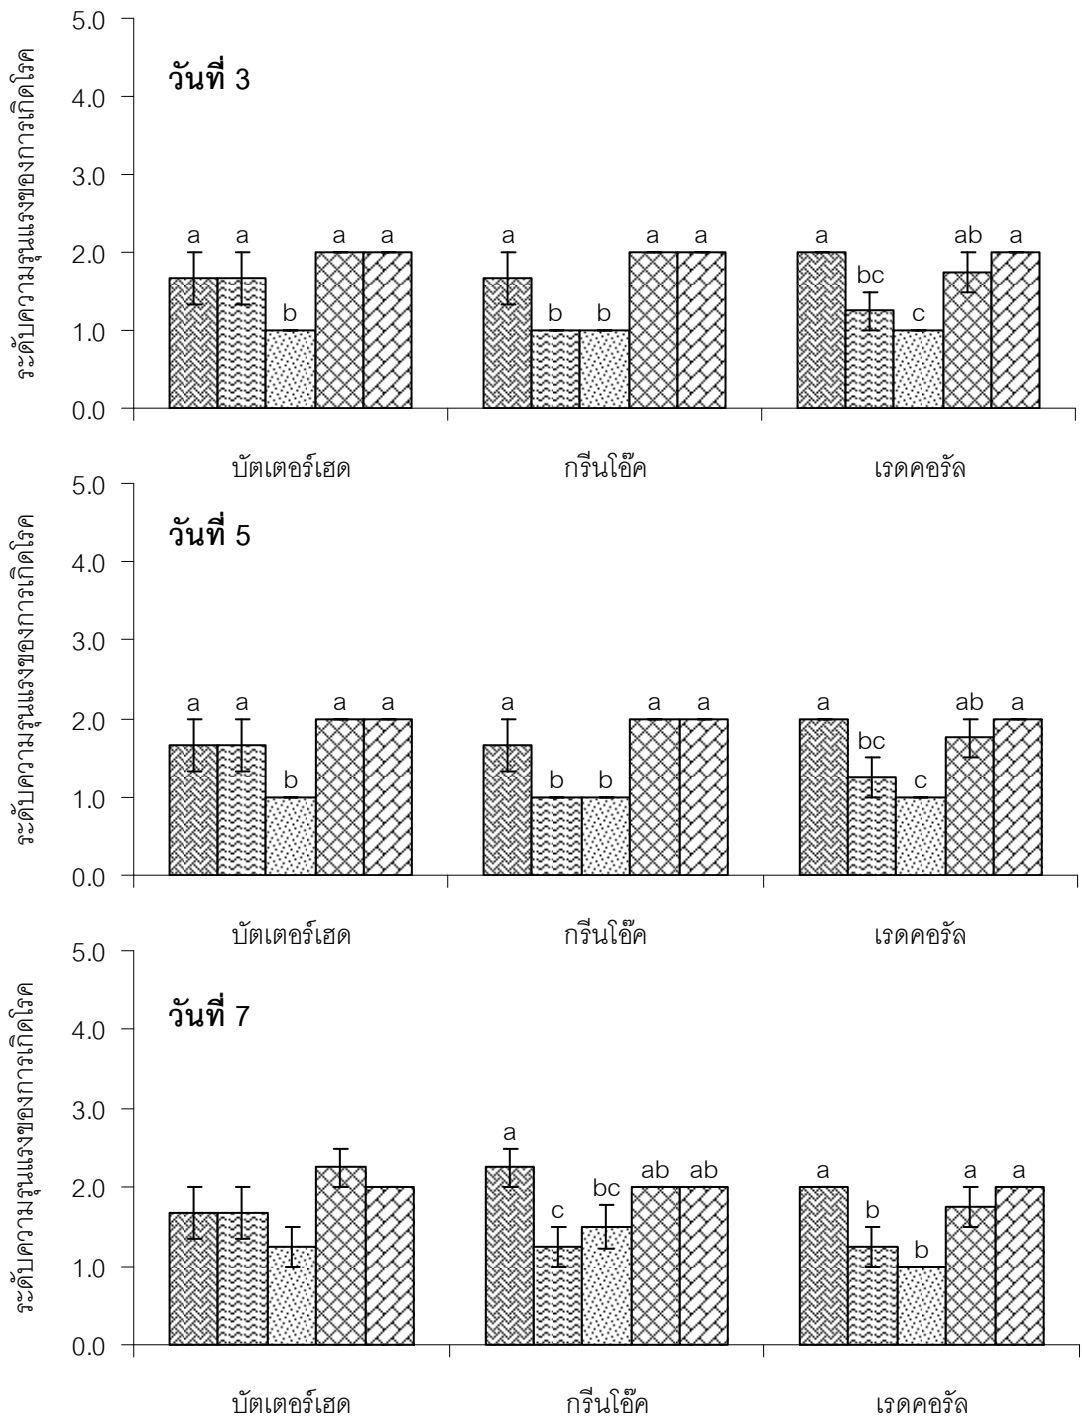 5.0
วันที่ 3
4.0
3.0
a a a a a a a a ab a
2.0
bc
b b b c
1.0
0.0
ระดับความรุนแรงของการเกิดโรค
บัตเตอร์เฮด กรีนโอ๊ค เรดคอรัล
5.0
วันที่ 5
4.0
3.0
a a a a a a a a ab a
2.0
bc
b b b c
1.0
0.0
ระดับความรุนแรงของการเกิดโรค
บัตเตอร์เฮด กรีนโอ๊ค เรดคอรัล
5.0
วันที่ 7
4.0
3.0
a
ab ab a a a
2.0
bc
c b
b
1.0
0.0
ระดับความรุนแรงของการเกิดโรค
บัตเตอร์เฮด กรีนโอ๊ค เรดคอรัล